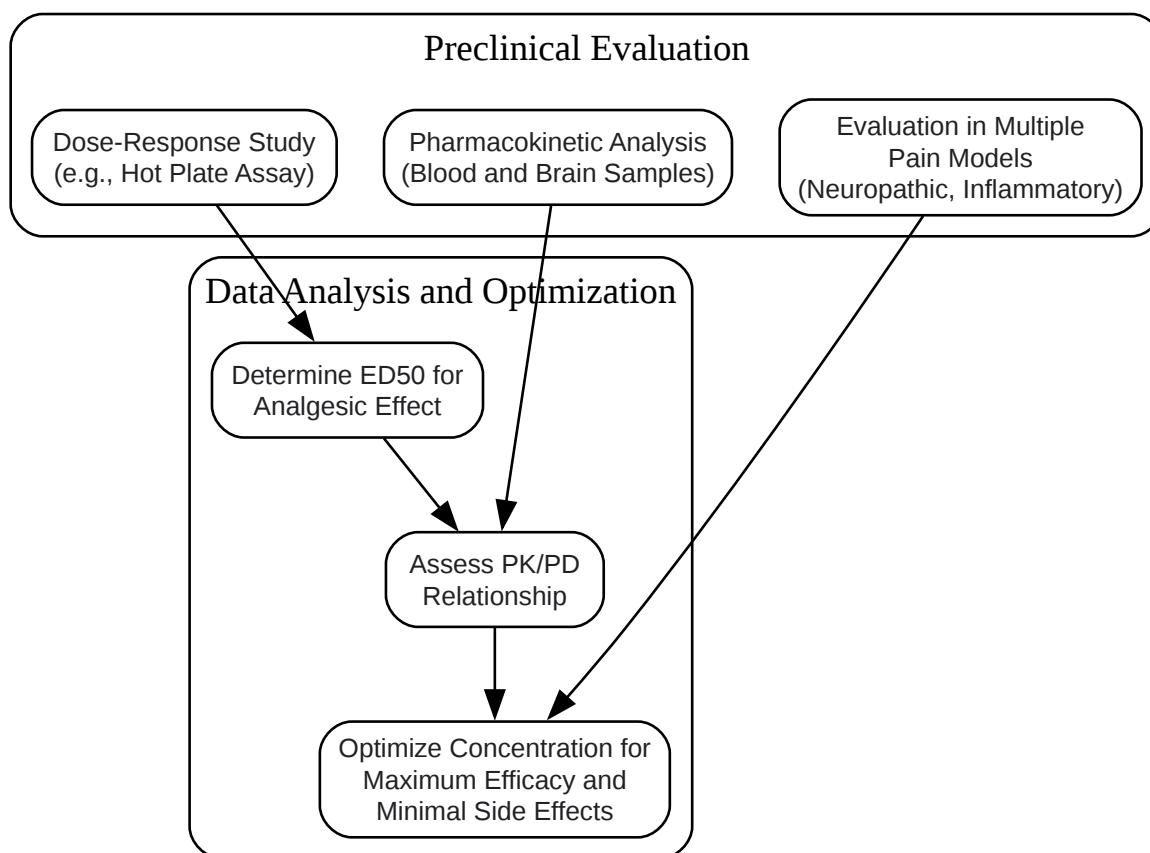 Preclinical Evaluation
Dose-Response Study
(e.g., Hot Plate Assay)
Pharmacokinetic Analysis
(Blood and Brain Samples)
Evaluation in Multiple
Pain Models
(Neuropathic, Inflammatory)
Data Analysis and Optimization
Determine ED50 for
Analgesic Effect
Assess PK/PD
Relationship
Optimize Concentration for
Maximum Efficacy and
Minimal Side Effects